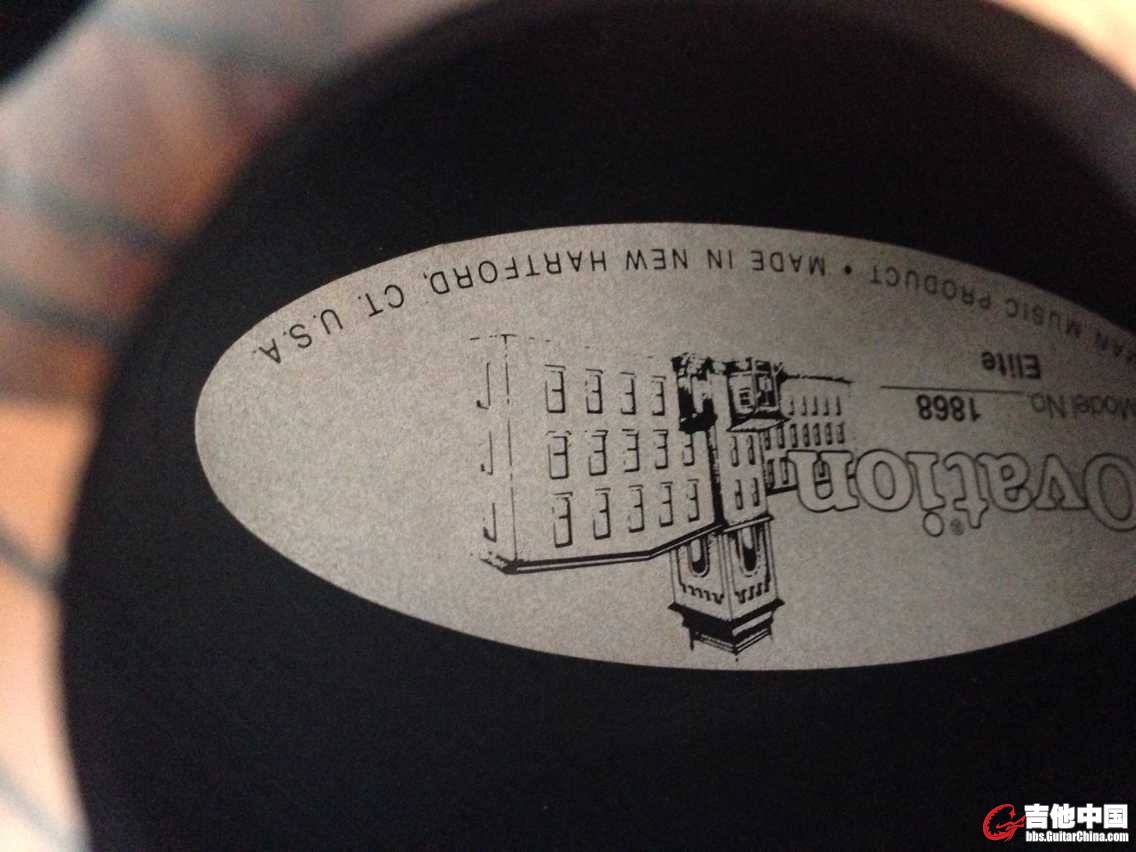 Ovation®
Model No. 1868
Elite
MAN MUSIC PRODUCT • MADE IN NEW HARTFORD, CT. U.S.A.
吉他中国
bbs.GuitarChina.com